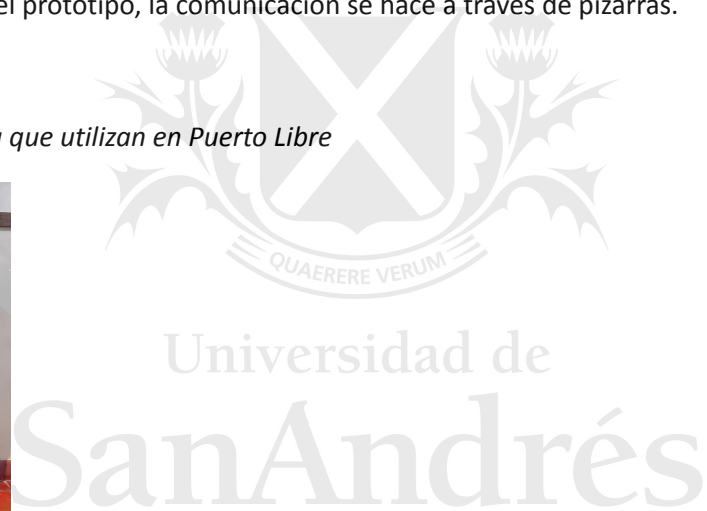 el prototipo, la comunicación se hace a través de pizarras.
que utilizan en Puerto Libre
QUAERERE VERUM
Universidad de
SanAndrés